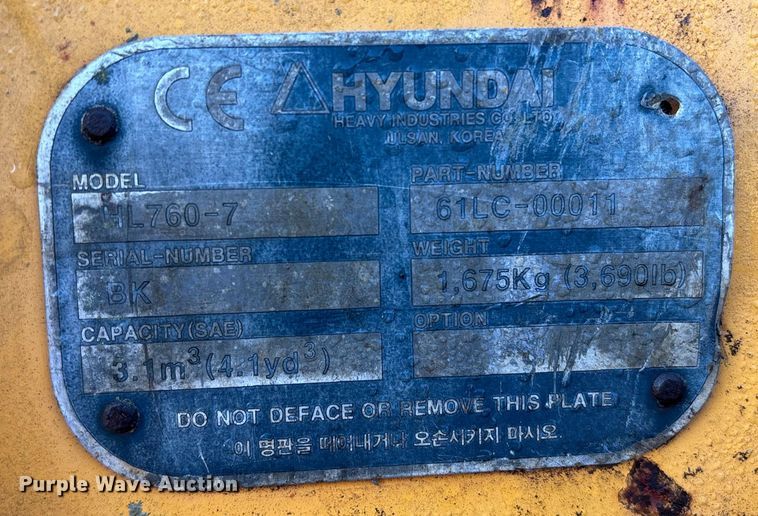 CE HYUNDAI
HEAVY INDUSTRIES CO., LTD.
ULSAN, KOREA
MODEL
HL760-7
PART-NUMBER
61LC-00011
SERIAL-NUMBER
BK
WEIGHT
1,675Kg (3,690lb)
CAPACITY(SAE)
3.1m³(4.1yd³)
OPTION
DO NOT DEFACE OR REMOVE THIS PLATE
이 명판을 떼어내거나 오손시키지 마시오.
Purple Wave Auction